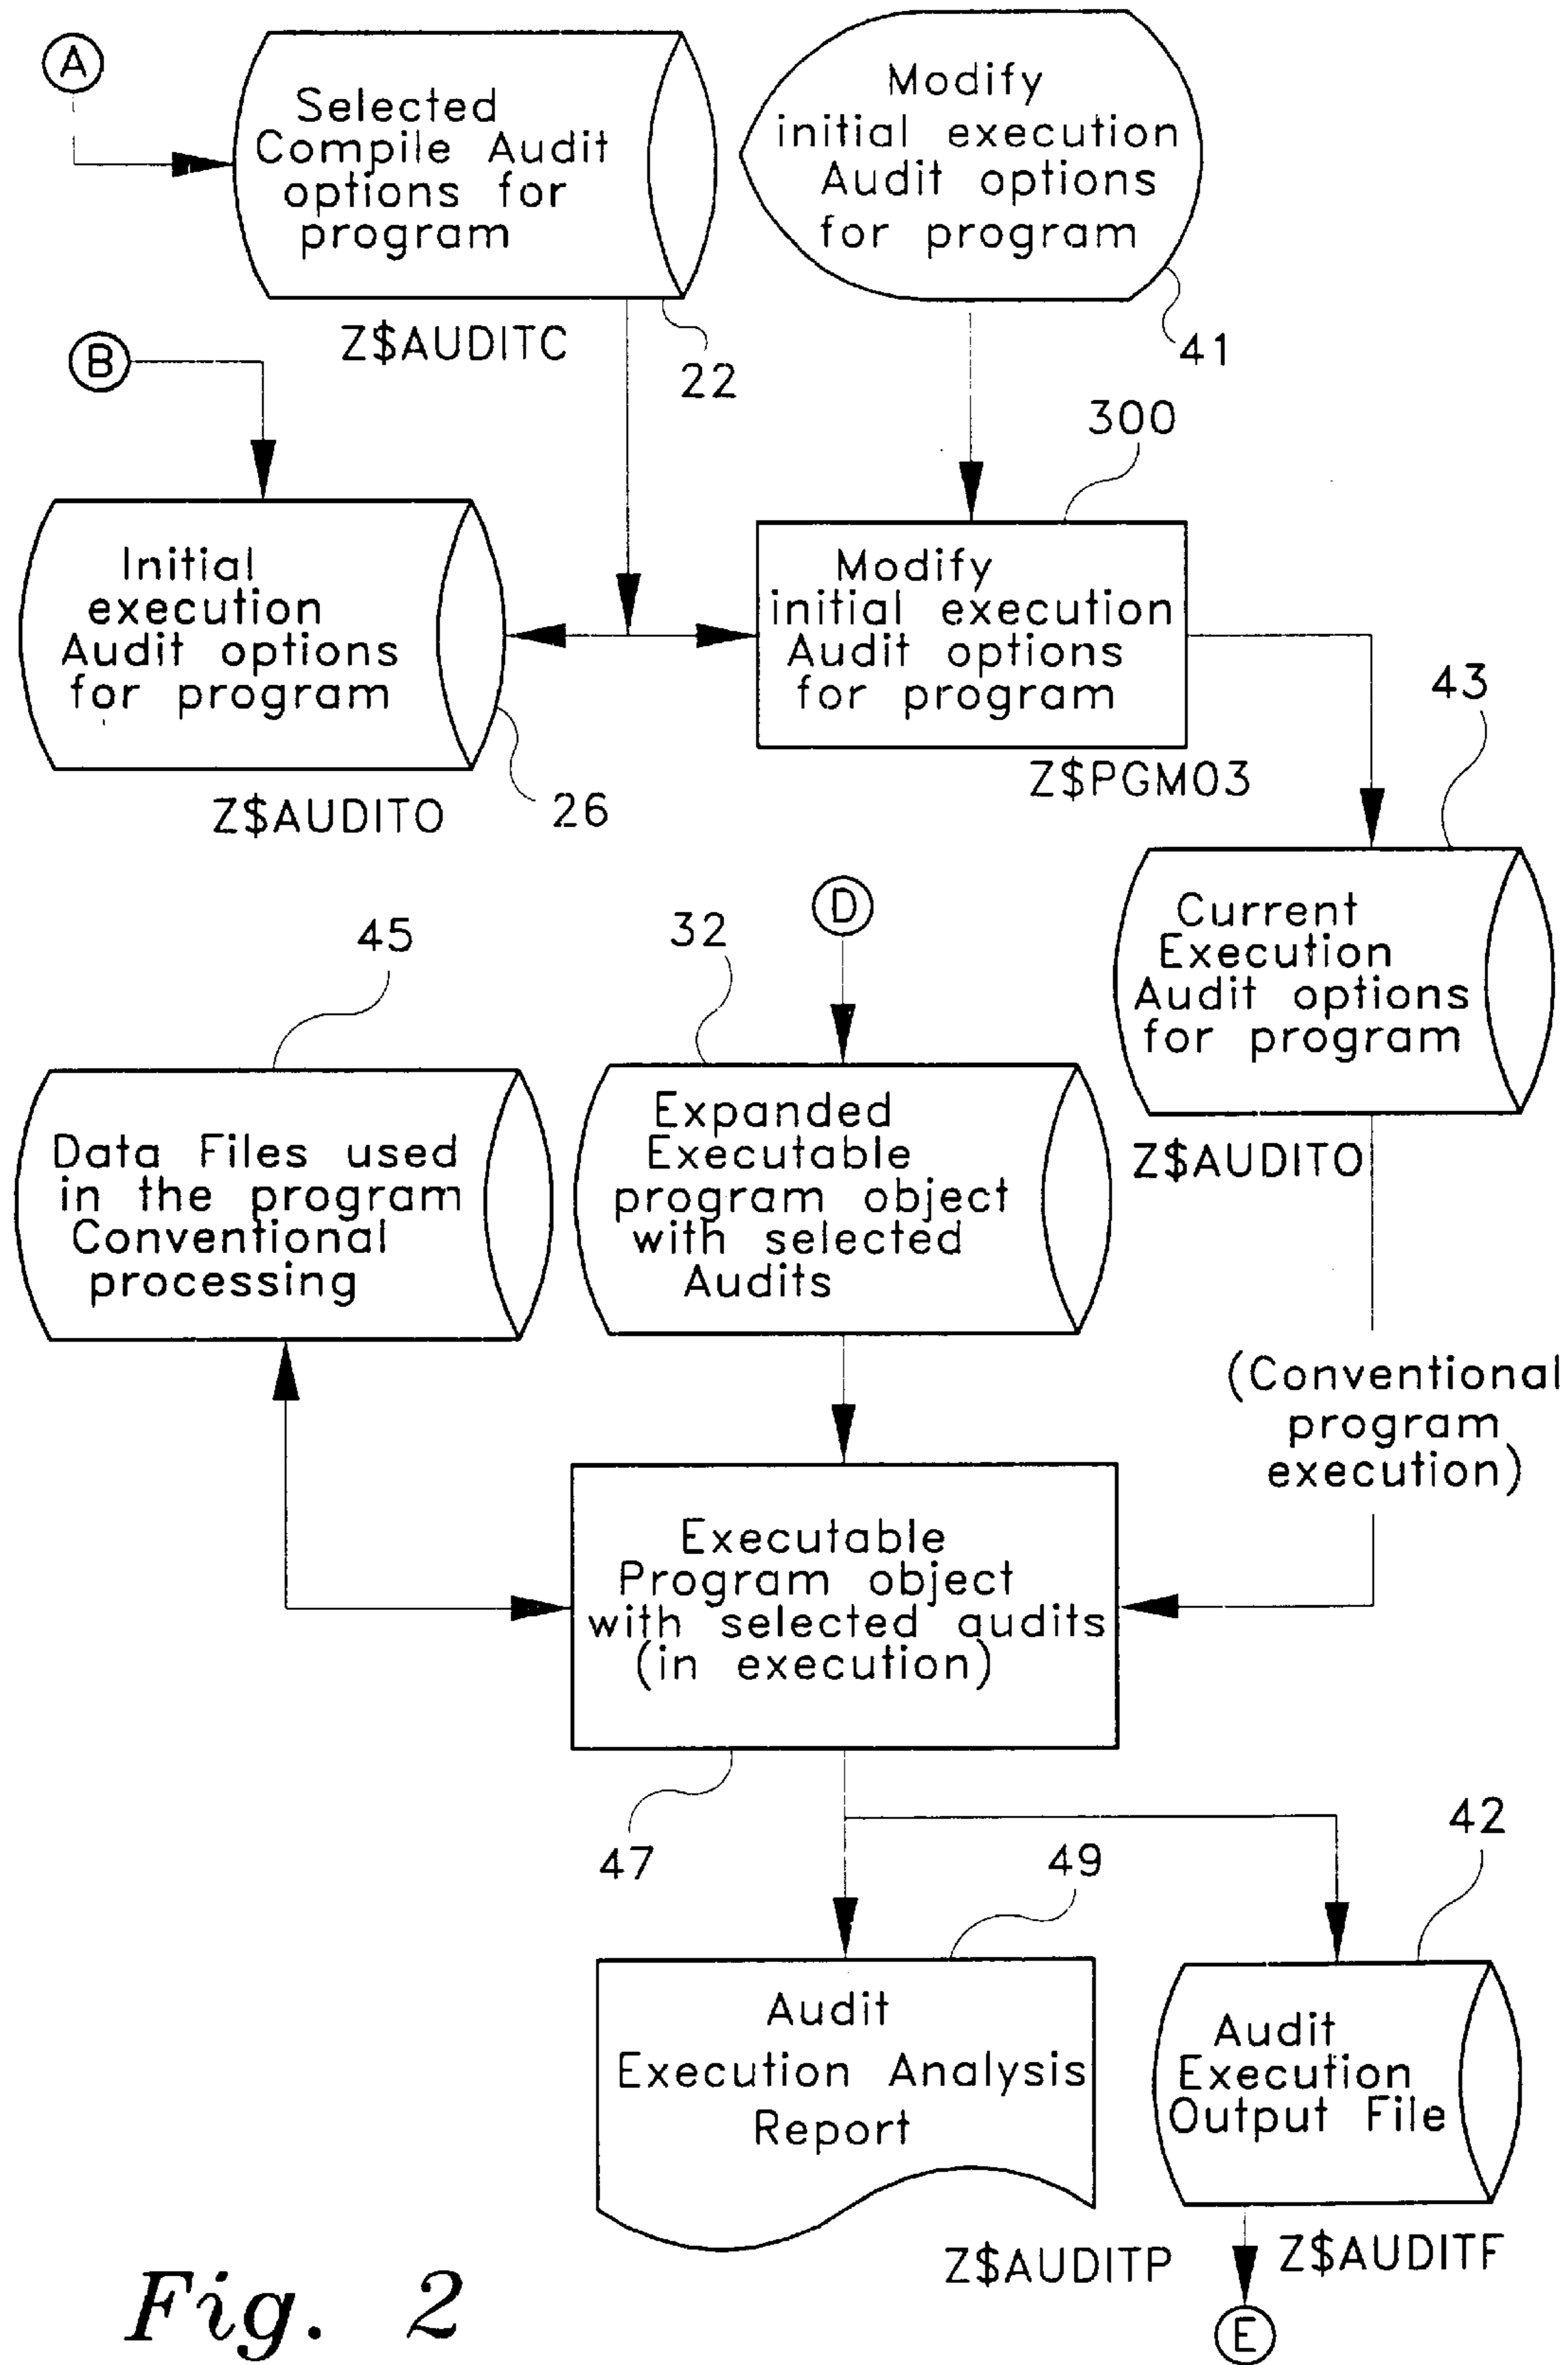 A
Selected
Compile Audit
options for
program
Z$AUDITC
22
Modify
initial execution
Audit options
for program
41
B
300
Initial
execution
Audit options
for program
Z$AUDITO
26
Modify
initial execution
Audit options
for program
Z$PGM03
43
Current
Execution
Audit options
for program
Z$AUDITO
45
32
D
Data Files used
in the program
Conventional
processing
Expanded
Executable
program object
with selected
Audits
(Conventional
program
execution)
Executable
Program object
with selected audits
(in execution)
47
49
42
Audit
Execution Analysis
Report
Z$AUDITP
Audit
Execution
Output File
Z$AUDITF
E
Fig. 2